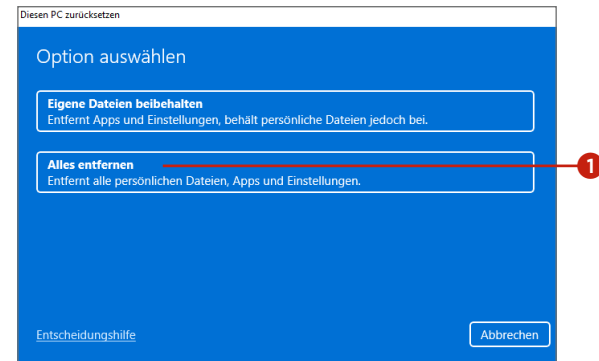 Diesen PC zurücksetzen
Option auswählen
Eigene Dateien beibehalten
Entfernt Apps und Einstellungen, behält persönliche Dateien jedoch bei.
Alles entfernen
1
Entfernt alle persönlichen Dateien, Apps und Einstellungen.
Entscheidungshilfe
Abbrechen